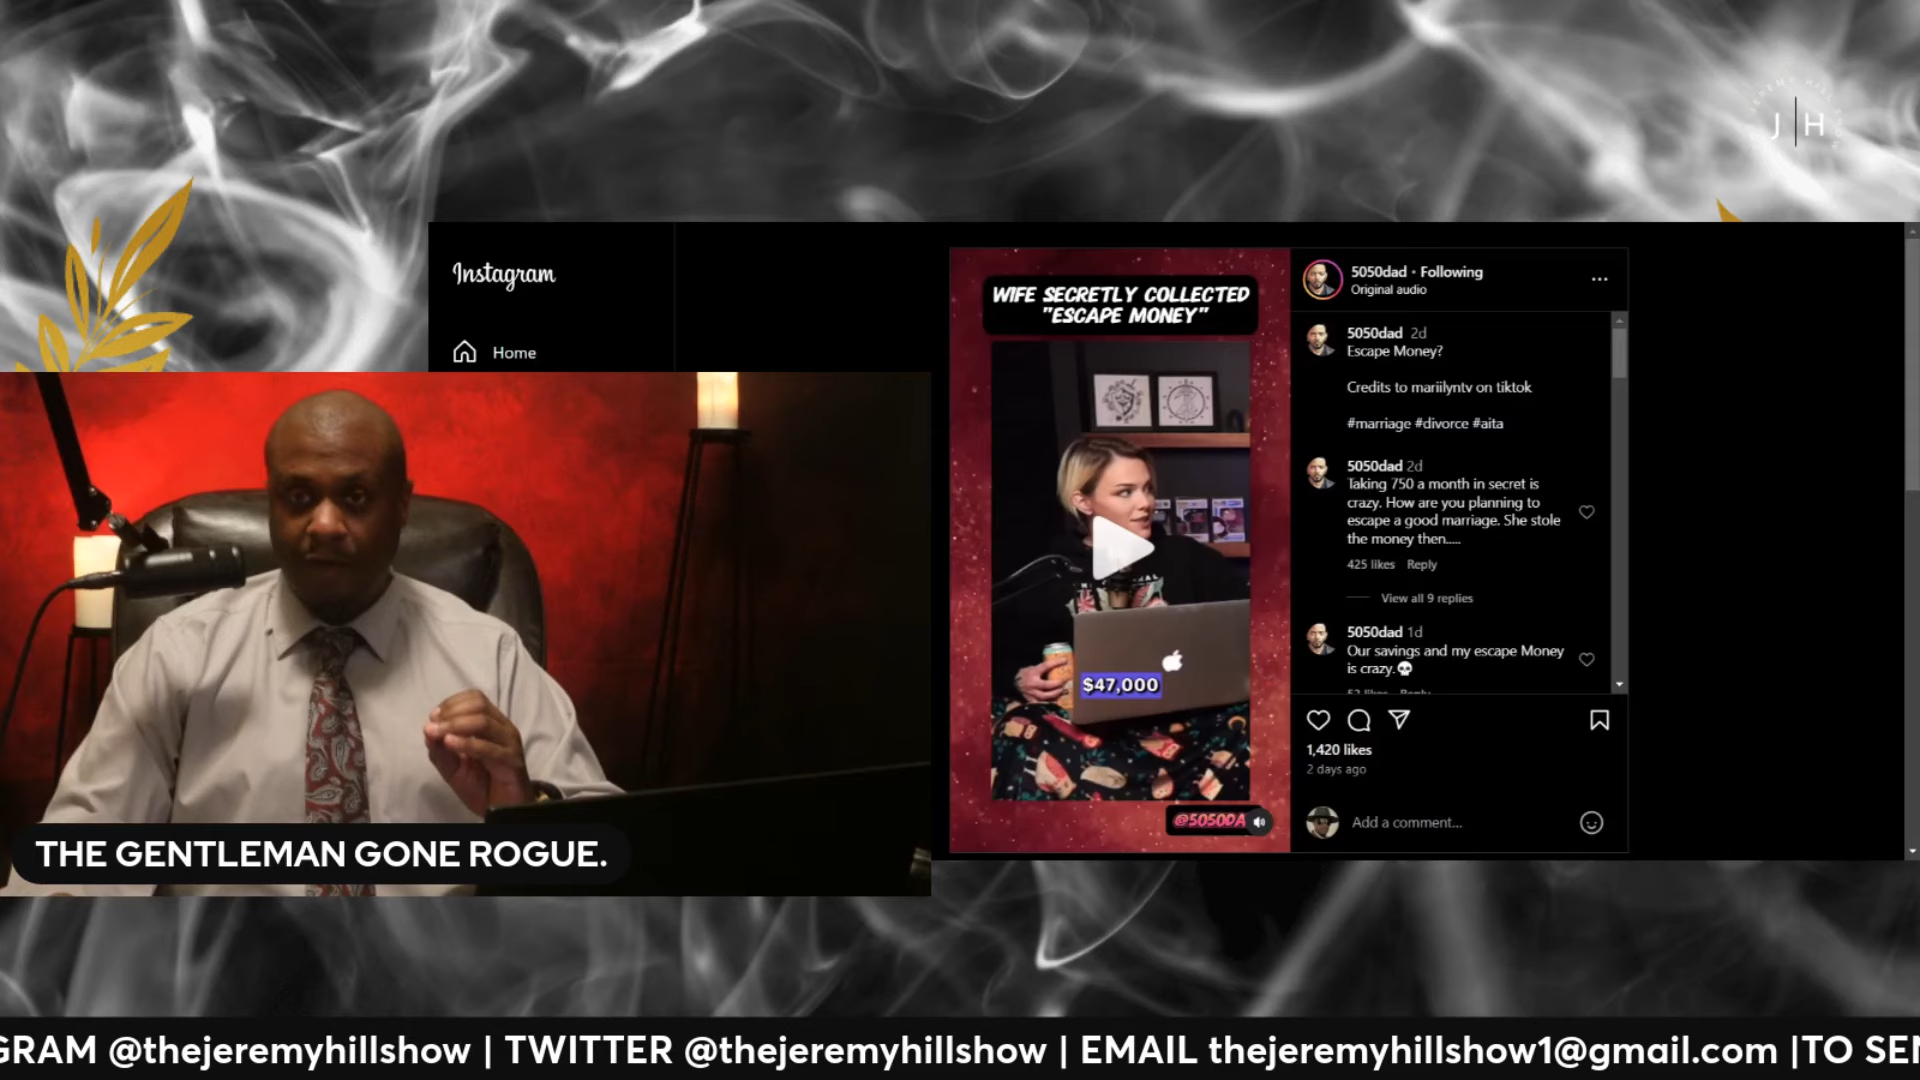 J H
Instagram
Home
WIFE SECRETLY COLLECTED
"ESCAPE MONEY"
$47,000
@5050DA
5050dad • Following
Original audio
5050dad 2d
Escape Money?
Credits to mariilyntv on tiktok
#marriage #divorce #aita
5050dad 2d
Taking 750 a month in secret is
crazy. How are you planning to
escape a good marriage. She stole
the money then.....
425 likes Reply
View all 9 replies
5050dad 1d
Our savings and my escape Money
is crazy.💀
52 likes Reply
1,420 likes
2 days ago
Add a comment...
THE GENTLEMAN GONE ROGUE.
GRAM @thejeremyhillshow | TWITTER @thejeremyhillshow | EMAIL thejeremyhillshow1@gmail.com |TO SEN